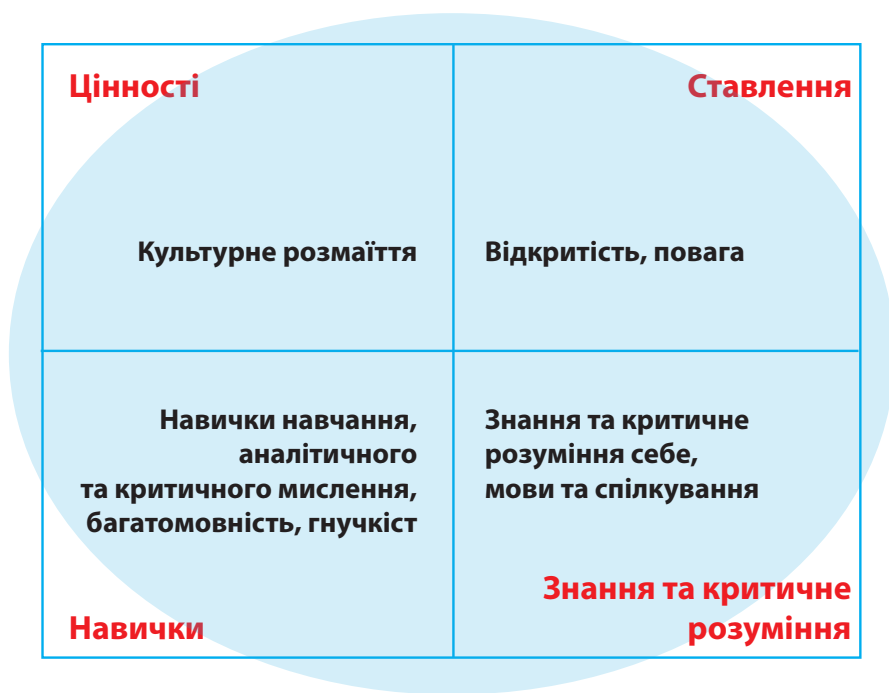 Цінності
Ставлення
Культурне розмаїття
Відкритість, повага
Навички навчання,
аналітичного
та критичного мислення,
багатомовність, гнучкіст
Знання та критичне
розуміння себе,
мови та спілкування
Навички
Знання та критичне
розуміння